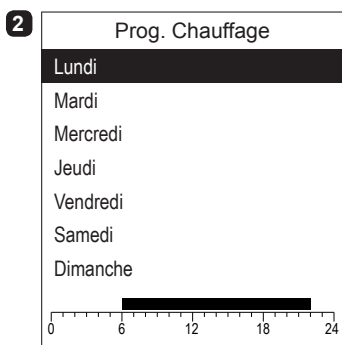 2
Prog. Chauffage
Lundi
Mardi
Mercredi
Jeudi
Vendredi
Samedi
Dimanche
0 6 12 18 24